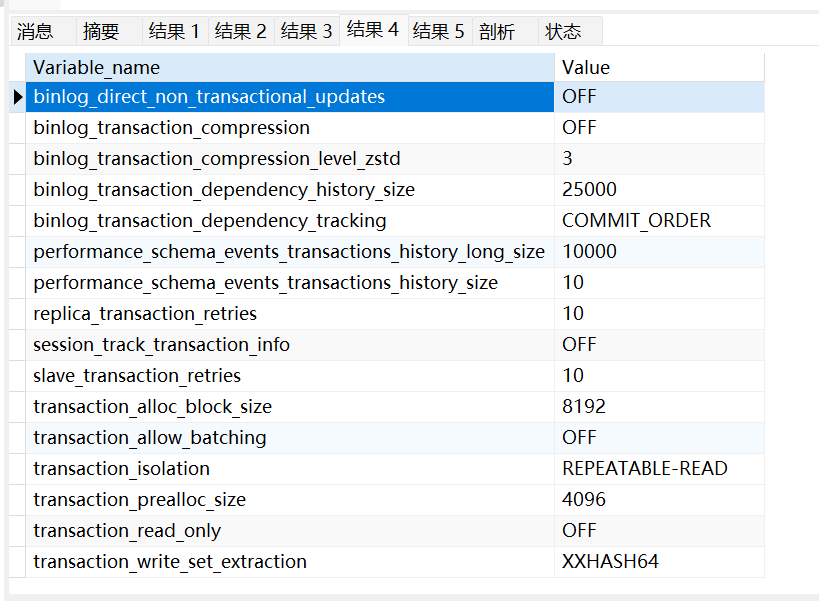 消息 摘要 结果 1 结果 2 结果 3 结果 4 结果 5 剖析 状态
Variable_name Value
binlog_direct_non_transactional_updates OFF
binlog_transaction_compression OFF
binlog_transaction_compression_level_zstd 3
binlog_transaction_dependency_history_size 25000
binlog_transaction_dependency_tracking COMMIT_ORDER
performance_schema_events_transactions_history_long_size 10000
performance_schema_events_transactions_history_size 10
replica_transaction_retries 10
session_track_transaction_info OFF
slave_transaction_retries 10
transaction_alloc_block_size 8192
transaction_allow_batching OFF
transaction_isolation REPEATABLE-READ
transaction_prealloc_size 4096
transaction_read_only OFF
transaction_write_set_extraction XXHASH64